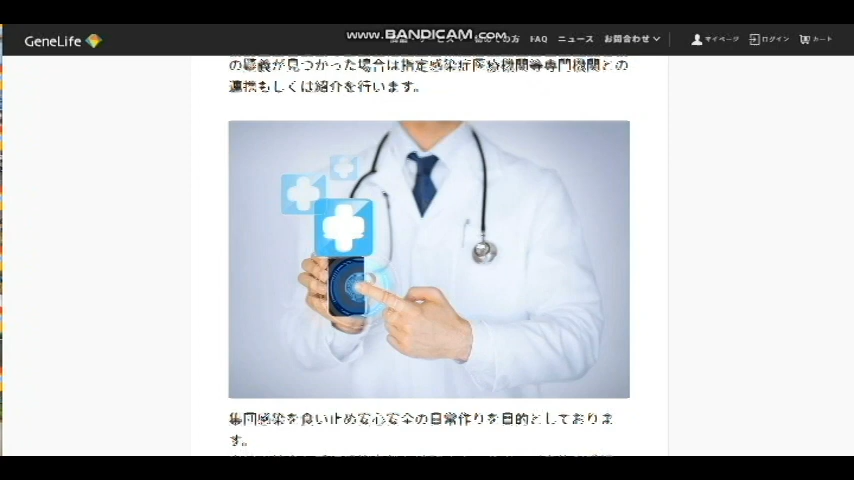 www.BANDICAM.com
GeneLife
の方 FAQ ニュース お問合わせ
マイページ ログイン カート
の疑義が見つかった場合は指定感染症医療機関等専門機関との
連携もしくは紹介を行います。
集団感染を食い止め安心安全の日常作りを目的としておりま
す。